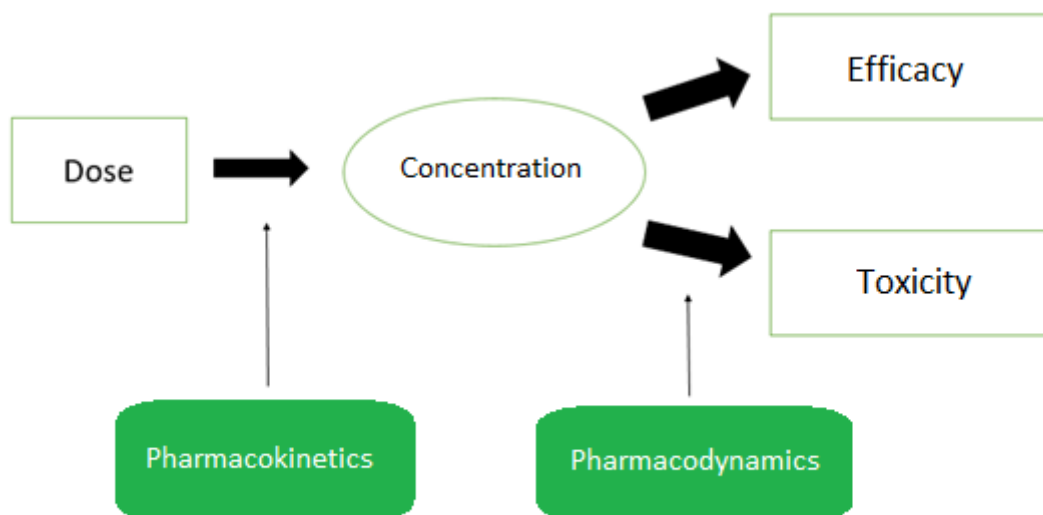 Efficacy
Dose
Concentration
Toxicity
Pharmacokinetics
Pharmacodynamics